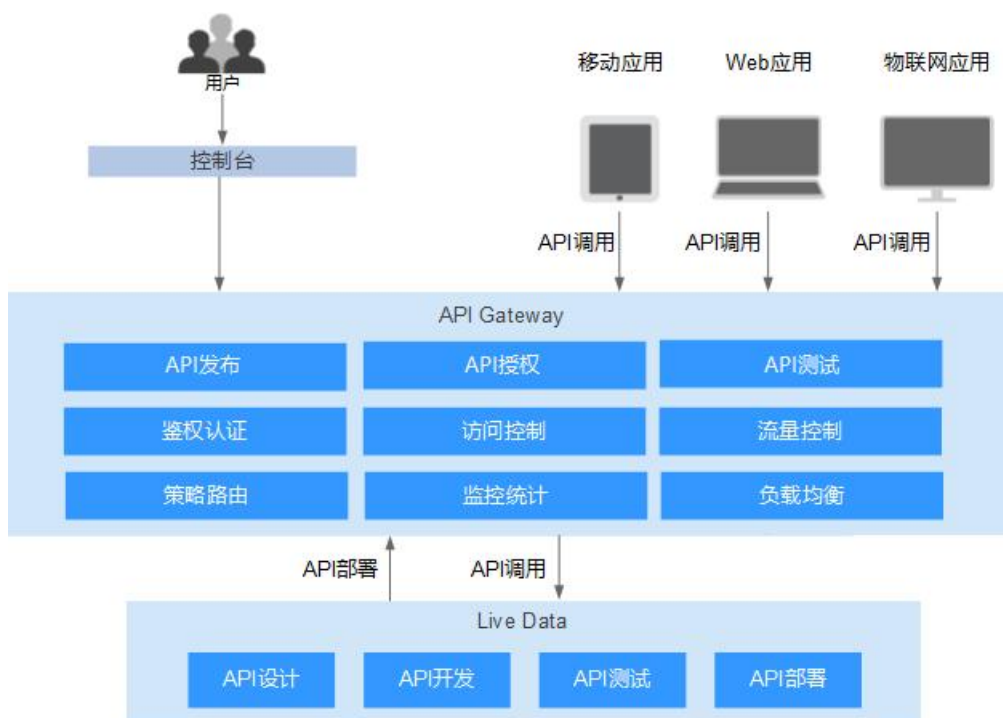 用户
移动应用
Web应用
物联网应用
控制台
API调用
API调用
API调用
API Gateway
API发布
API授权
API测试
鉴权认证
访问控制
流量控制
策略路由
监控统计
负载均衡
API部署
API调用
Live Data
API设计
API开发
API测试
API部署